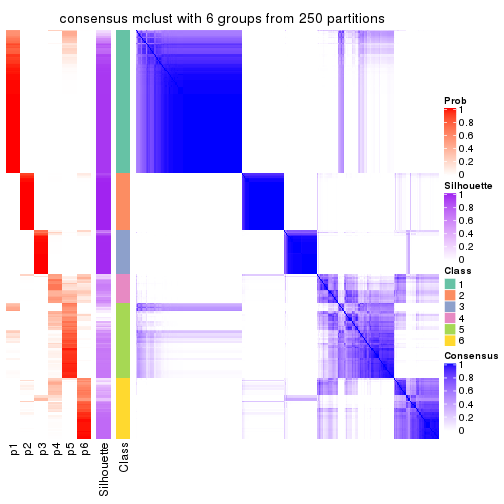 consensus mclust with 6 groups from 250 partitions
Prob
1
0.8
0.6
0.4
0.2
0
Silhouette
1
0.8
0.6
0.4
0.2
0
Class
1
2
3
4
5
6
Consensus
1
0.8
0.6
0.4
0.2
0
p1
p2
p3
p4
p5
p6
Silhouette
Class